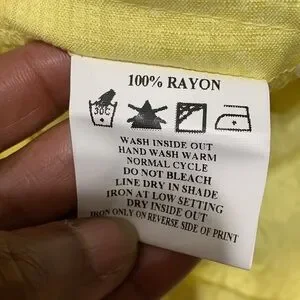 100% RAYON
30C
WASH INSIDE OUT
HAND WASH WARM
NORMAL CYCLE
DO NOT BLEACH
LINE DRY IN SHADE
IRON AT LOW SETTING
DRY INSIDE OUT
IRON ONLY ON REVERSE SIDE OF PRINT